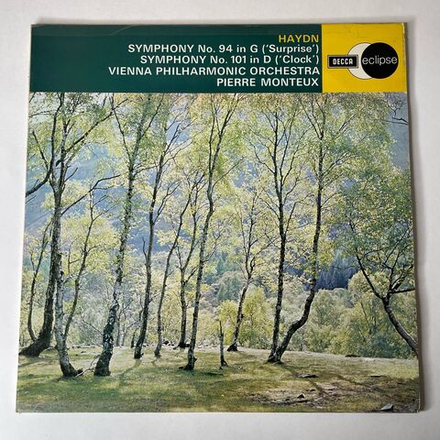 HAYDN
SYMPHONY No. 94 in G ('Surprise')
SYMPHONY No. 101 in D ('Clock')
VIENNA PHILHARMONIC ORCHESTRA
PIERRE MONTEUX
DECCA eclipse